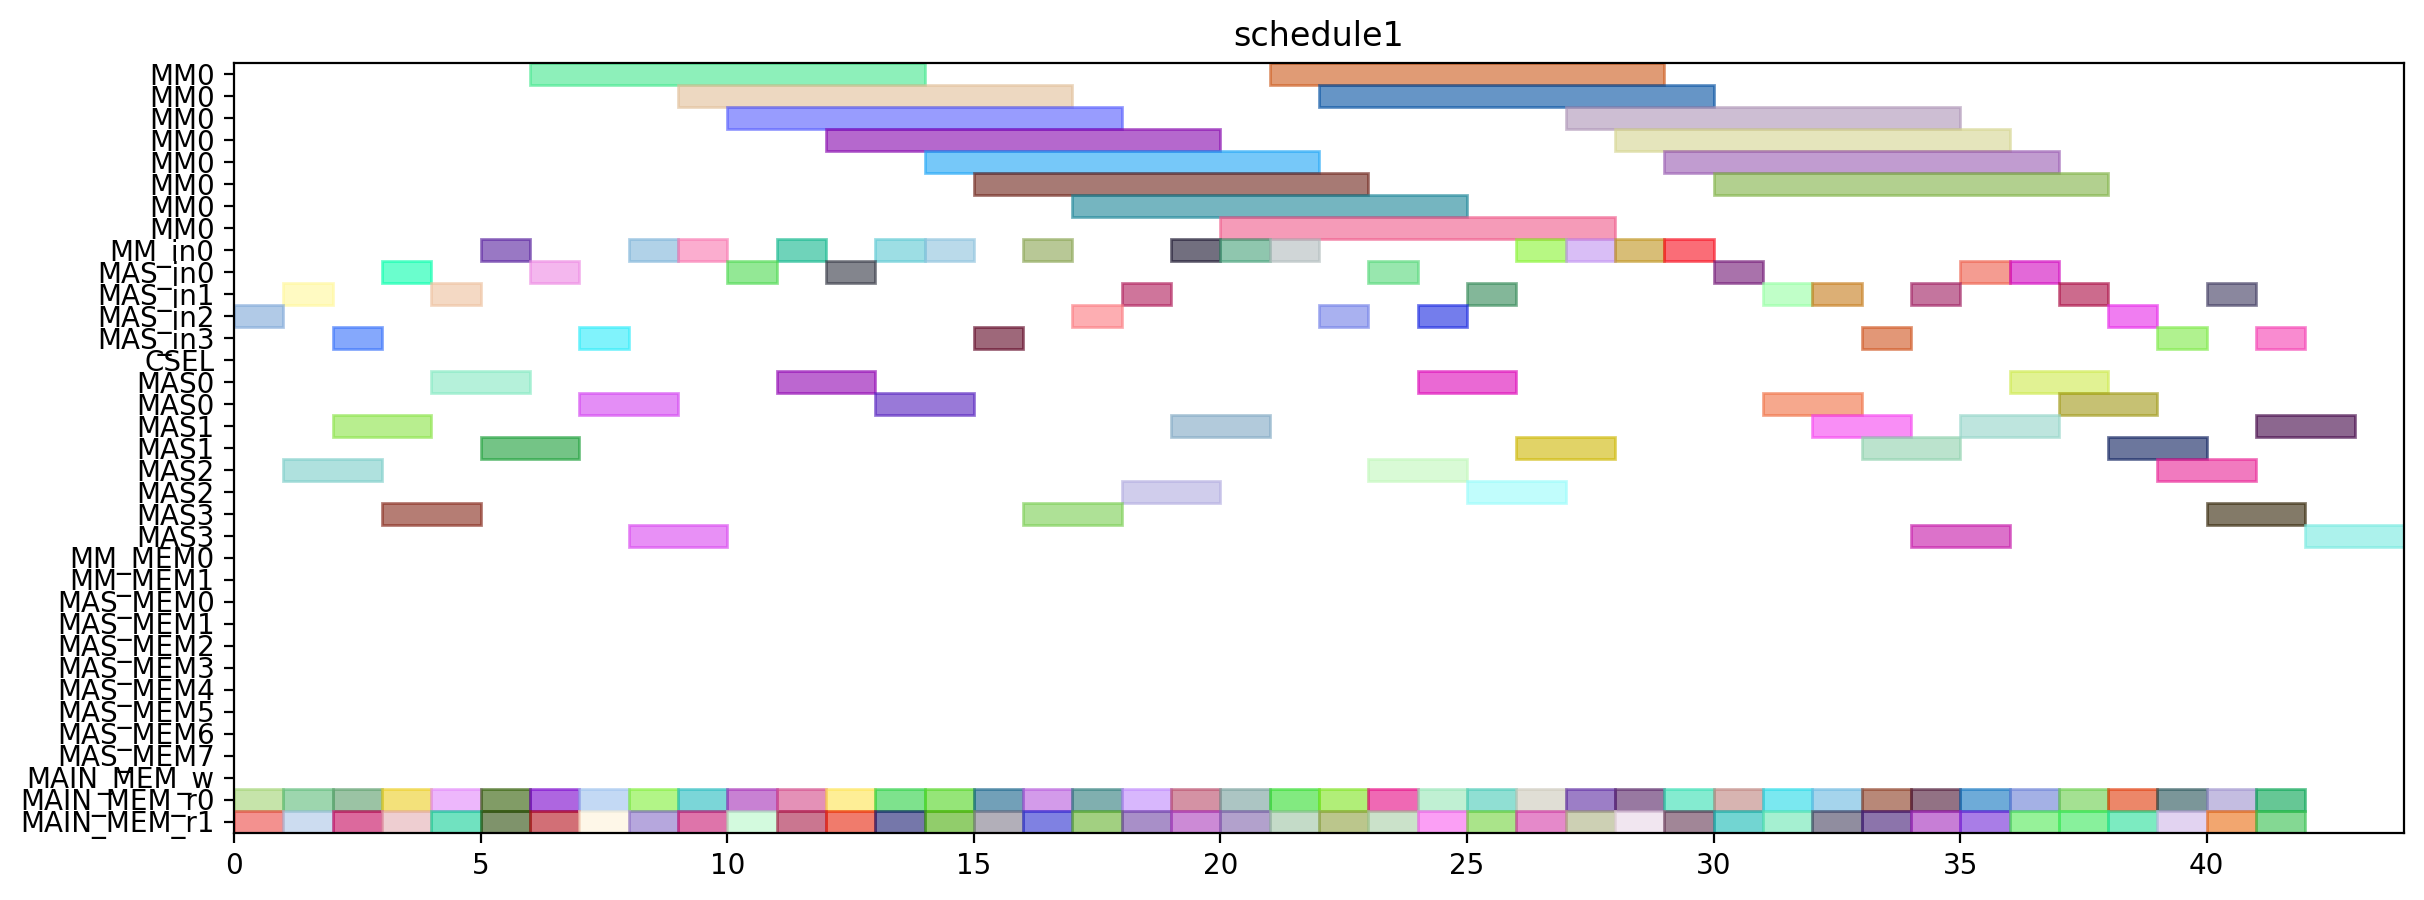 schedule1
MM0
MM0
MM0
MM0
MM0
MM0
MM0
MM0
MM_in0
MAS_in0
MAS_in1
MAS_in2
MAS_in3
CSEL
MAS0
MAS0
MAS1
MAS1
MAS2
MAS2
MAS3
MAS3
MM_MEM0
MM_MEM1
MAS_MEM0
MAS_MEM1
MAS_MEM2
MAS_MEM3
MAS_MEM4
MAS_MEM5
MAS_MEM6
MAS_MEM7
MAIN_MEM_w
MAIN_MEM_r0
MAIN_MEM_r1
0 5 10 15 20 25 30 35 40